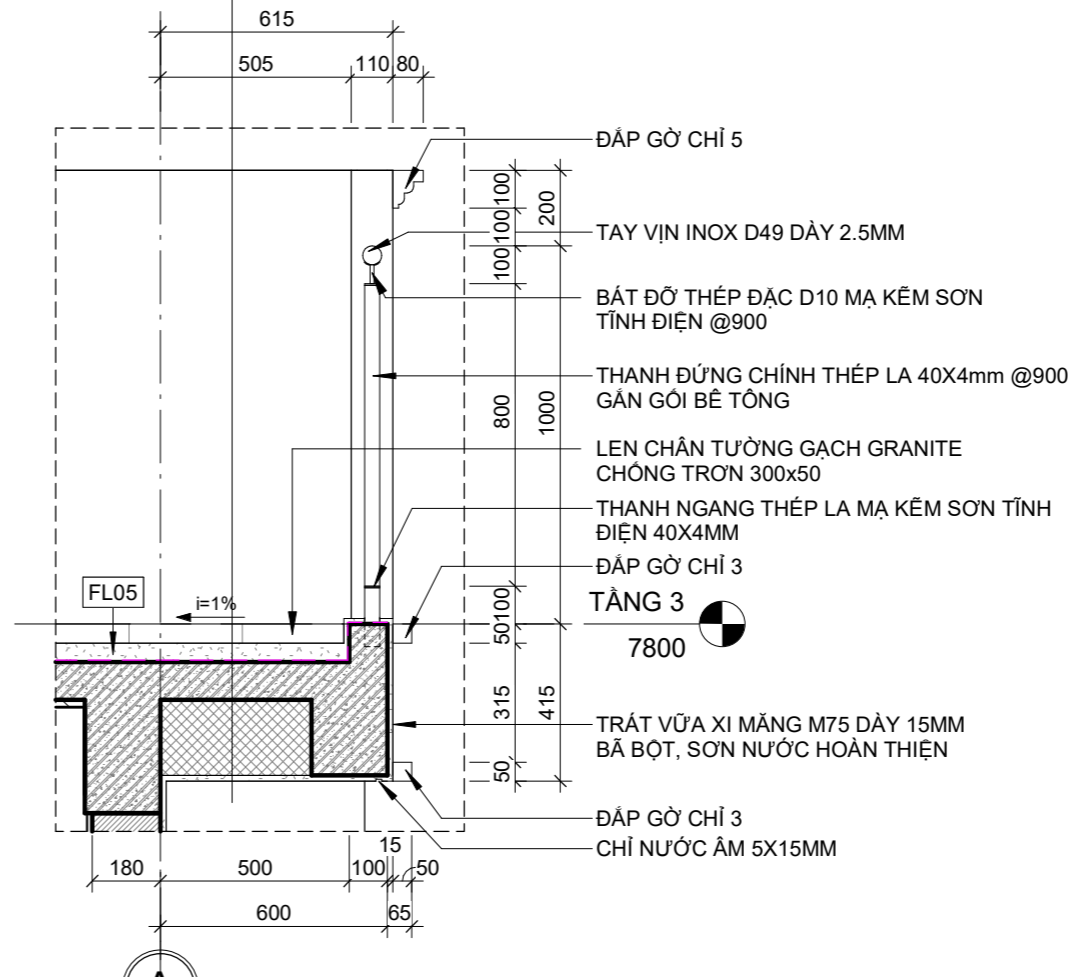 615
505
110
80
ĐẮP GỜ CHỈ 5
100
200
100
TAY VỊN INOX D49 DÀY 2.5MM
100
BÁT ĐỠ THÉP ĐẶC D10 MẠ KẼM SƠN
TĨNH ĐIỆN @900
THANH ĐỨNG CHÍNH THÉP LA 40X4mm @900
GẮN GỐI BÊ TÔNG
800
1000
LEN CHÂN TƯỜNG GẠCH GRANITE
CHỐNG TRƠN 300x50
THANH NGANG THÉP LA MẠ KẼM SƠN TĨNH
ĐIỆN 40X4MM
ĐẮP GỜ CHỈ 3
FL05
i=1%
100
50
TẦNG 3
7800
315
415
TRÁT VỮA XI MĂNG M75 DÀY 15MM
BÃ BỘT, SƠN NƯỚC HOÀN THIỆN
50
ĐẮP GỜ CHỈ 3
CHỈ NƯỚC ÂM 5X15MM
15
180
500
100
50
600
65